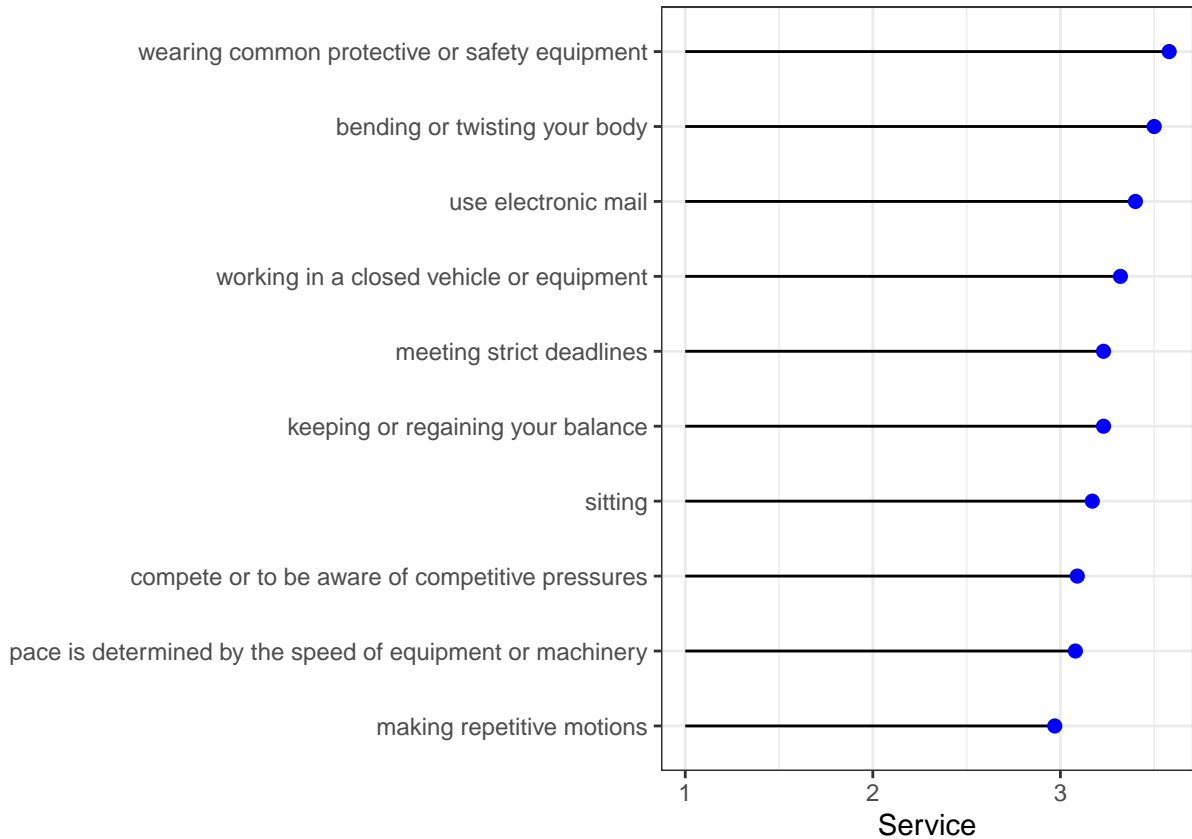 wearing common protective or safety equipment
bending or twisting your body
use electronic mail
working in a closed vehicle or equipment
meeting strict deadlines
keeping or regaining your balance
sitting
compete or to be aware of competitive pressures
pace is determined by the speed of equipment or machinery
making repetitive motions
1 2 3
Service